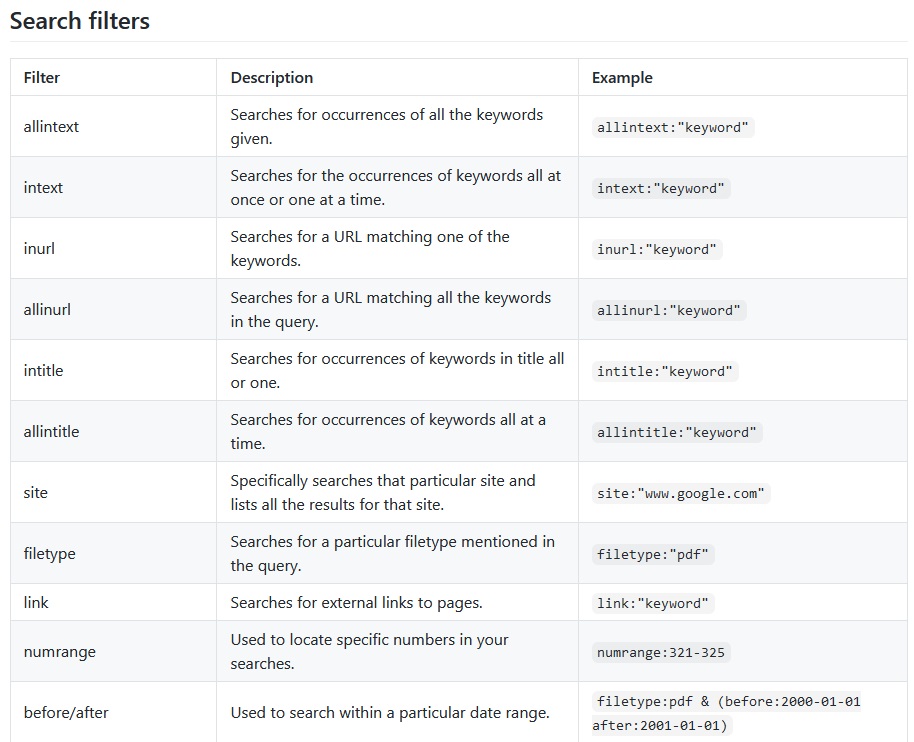 Search filters
Filter Description Example
allintext Searches for occurrences of all the keywords given. allintext:"keyword"
intext Searches for the occurrences of keywords all at once or one at a time. intext:"keyword"
inurl Searches for a URL matching one of the keywords. inurl:"keyword"
allinurl Searches for a URL matching all the keywords in the query. allinurl:"keyword"
intitle Searches for occurrences of keywords in title all or one. intitle:"keyword"
allintitle Searches for occurrences of keywords all at a time. allintitle:"keyword"
site Specifically searches that particular site and lists all the results for that site. site:"www.google.com"
filetype Searches for a particular filetype mentioned in the query. filetype:"pdf"
link Searches for external links to pages. link:"keyword"
numrange Used to locate specific numbers in your searches. numrange:321-325
before/after Used to search within a particular date range. filetype:pdf & (before:2000-01-01 after:2001-01-01)